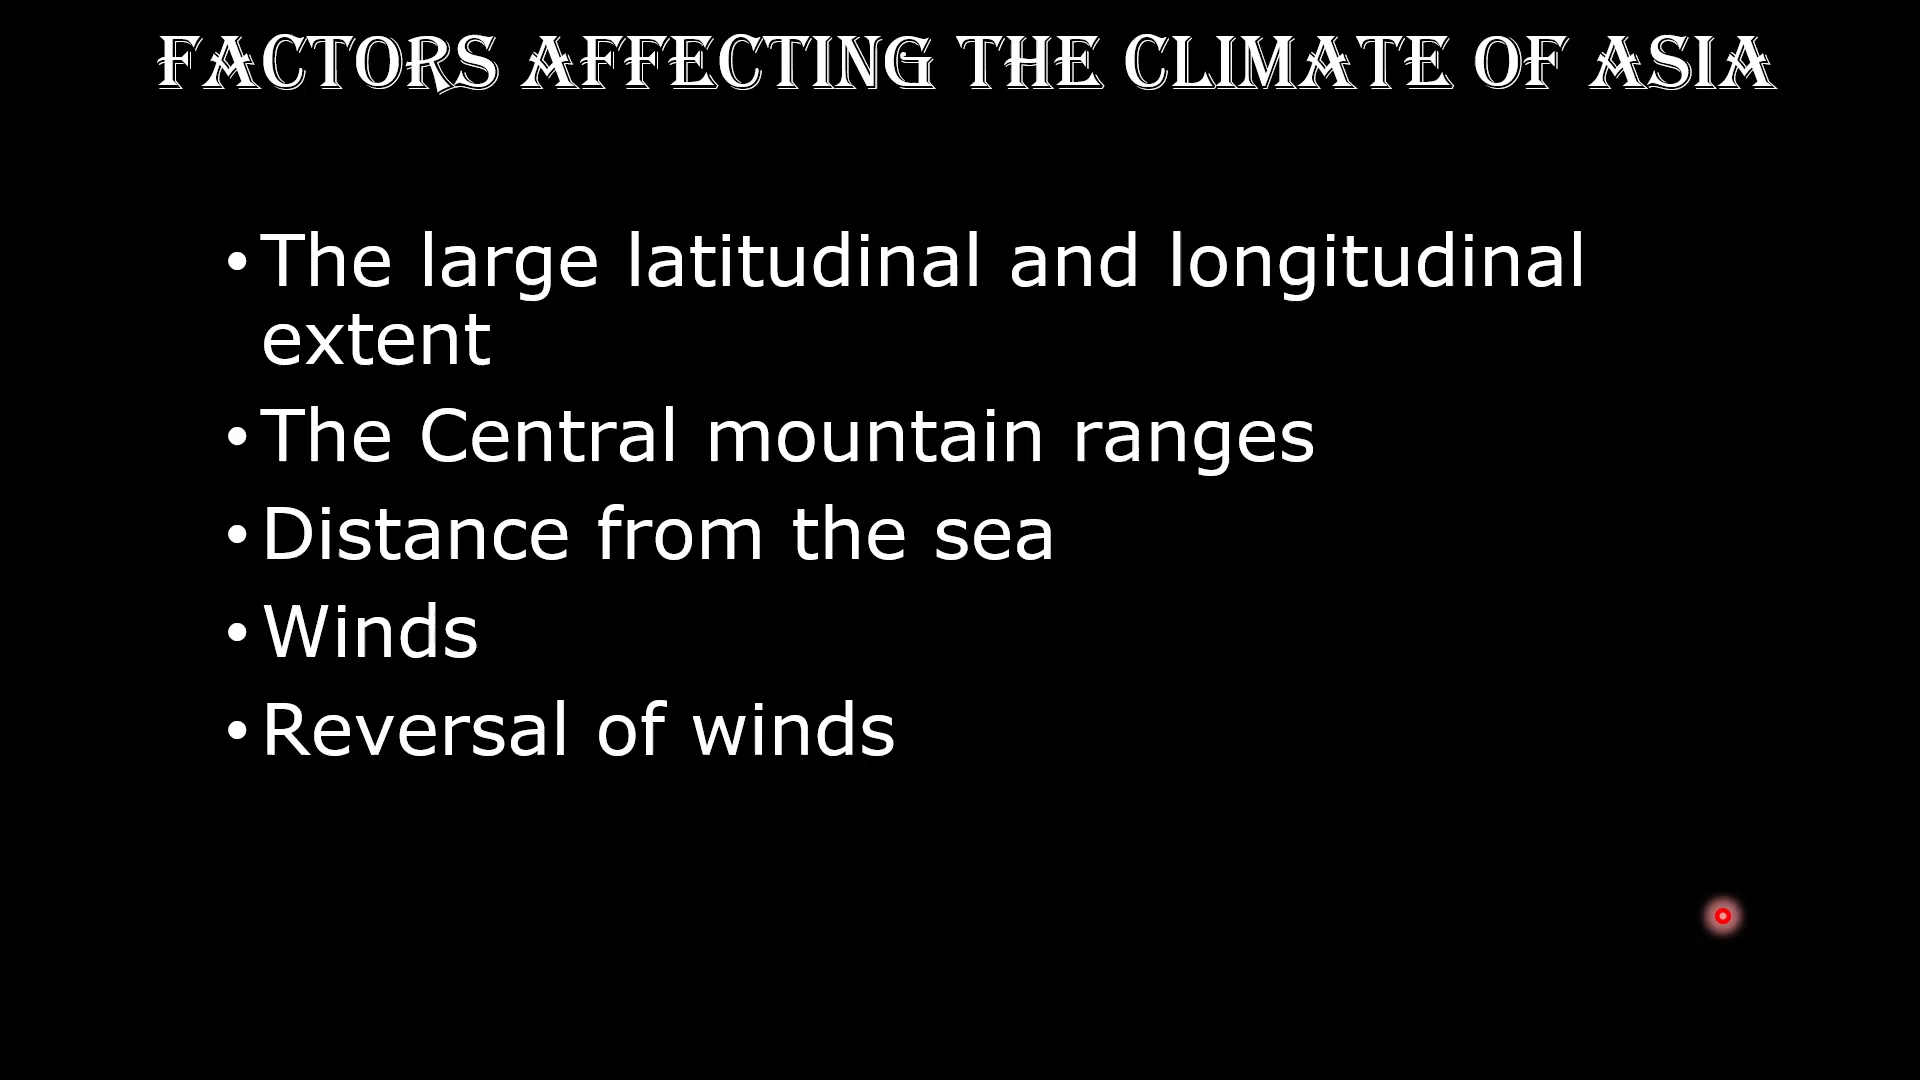 FACTORS AFFECTING THE CLIMATE OF ASIA
• The large latitudinal and longitudinal
extent
• The Central mountain ranges
• Distance from the sea
• Winds
• Reversal of winds